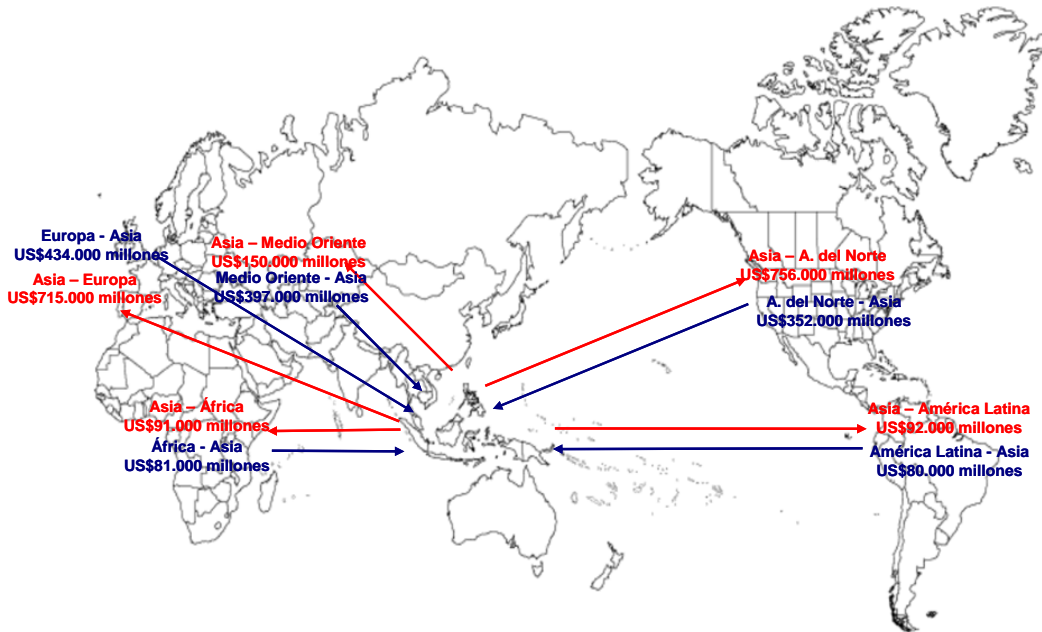 Europa - Asia
US$434.000 millones
Asia – Europa
US$715.000 millones
Asia – Medio Oriente
US$150.000 millones
Medio Oriente - Asia
US$397.000 millones
Asia – A. del Norte
US$756.000 millones
A. del Norte - Asia
US$352.000 millones
Asia – África
US$91.000 millones
África - Asia
US$81.000 millones
Asia – América Latina
US$92.000 millones
América Latina - Asia
US$80.000 millones